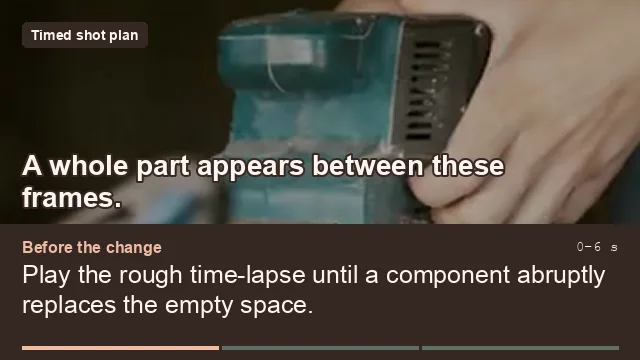 Timed shot plan
A whole part appears between these
frames.
Before the change
0–6 s
Play the rough time-lapse until a component abruptly
replaces the empty space.